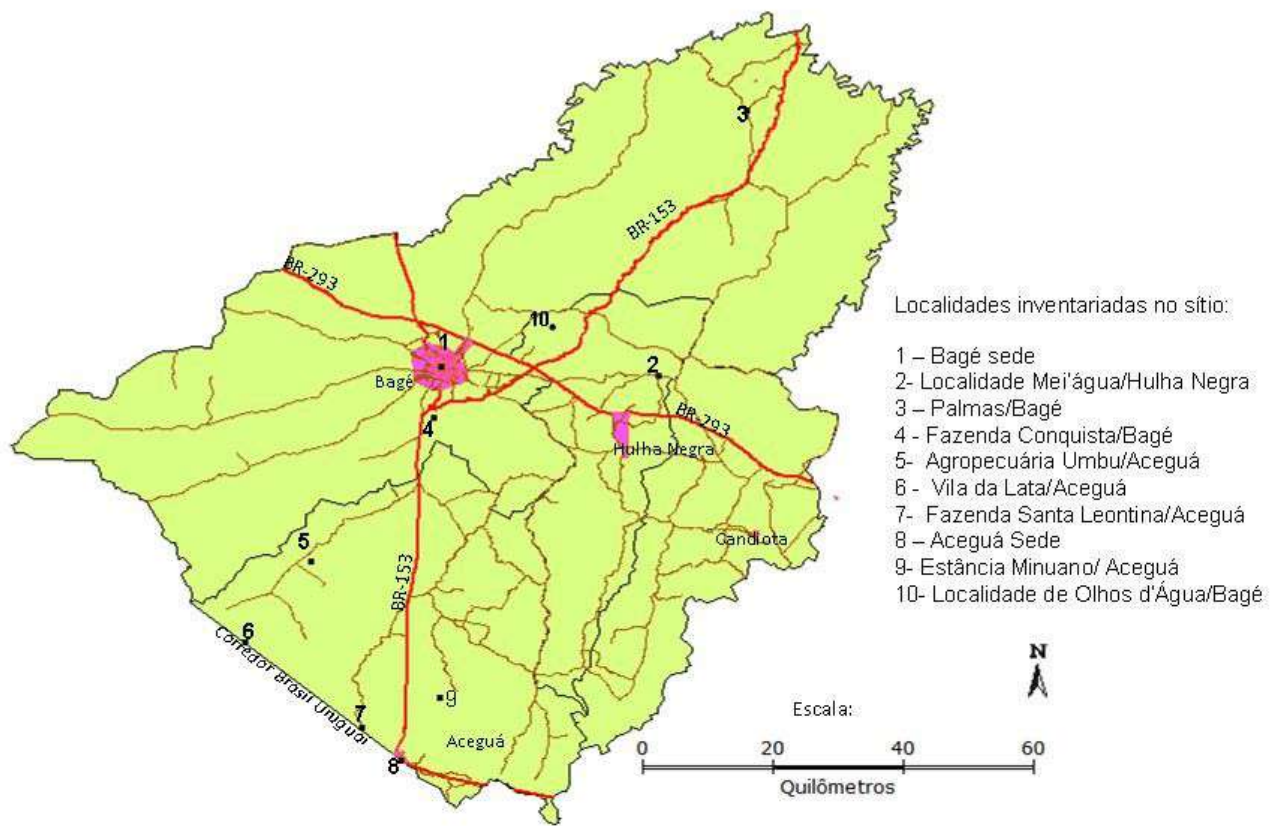 3
BR-153
BR-293
10
1
2
Bagé
4
BR-293
Hulha Negra
Candiota
5
BR-153
6
Corredor Brasil Uruguai
7
9
Aceguá
8
Localidades inventariadas no sítio:
1 – Bagé sede
2- Localidade Mei'água/Hulha Negra
3 – Palmas/Bagé
4 - Fazenda Conquista/Bagé
5- Agropecuária Umbu/Aceguá
6 - Vila da Lata/Aceguá
7- Fazenda Santa Leontina/Aceguá
8 – Aceguá Sede
9- Estância Minuano/ Aceguá
10- Localidade de Olhos d'Água/Bagé
N
Escala:
0 20 40 60
Quilômetros